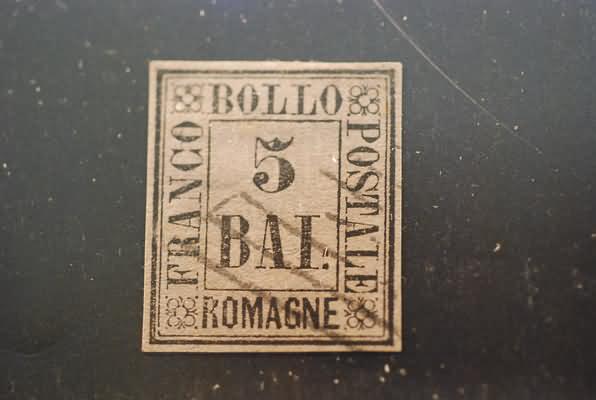 FRANCO
BOLLO
POSTALE
5
BAI.
ROMAGNE